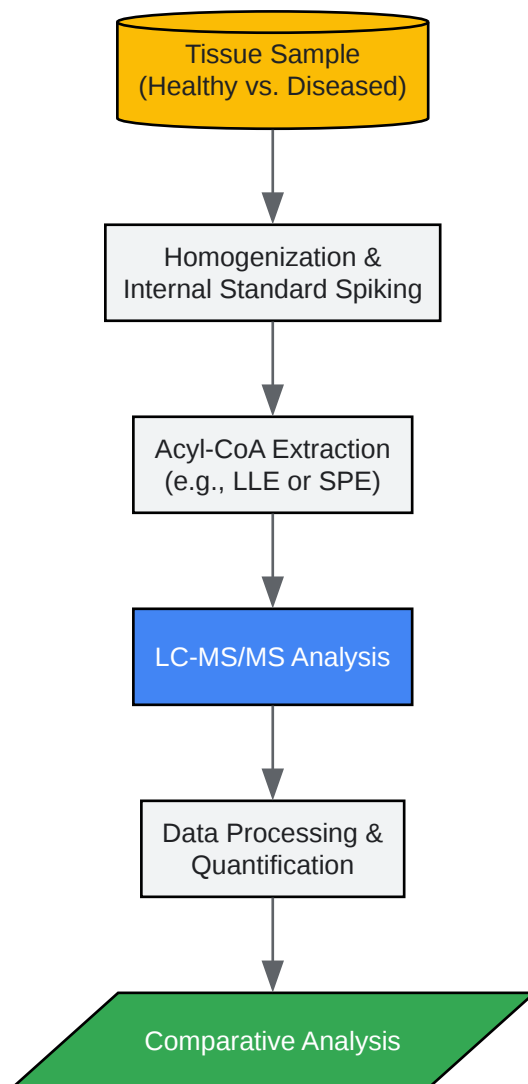 Tissue Sample
(Healthy vs. Diseased)
Homogenization &
Internal Standard Spiking
Acyl-CoA Extraction
(e.g., LLE or SPE)
LC-MS/MS Analysis
Data Processing &
Quantification
Comparative Analysis